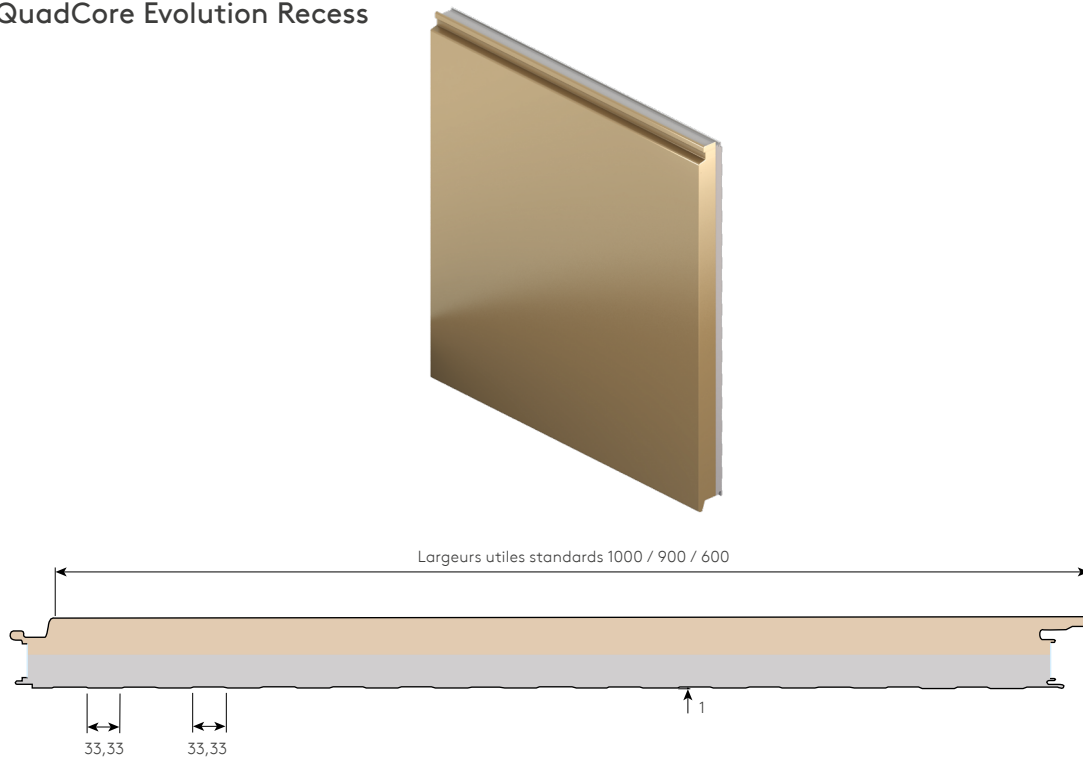 QuadCore Evolution Recess
Largeurs utiles standards 1000 / 900 / 600
1
33,33
33,33